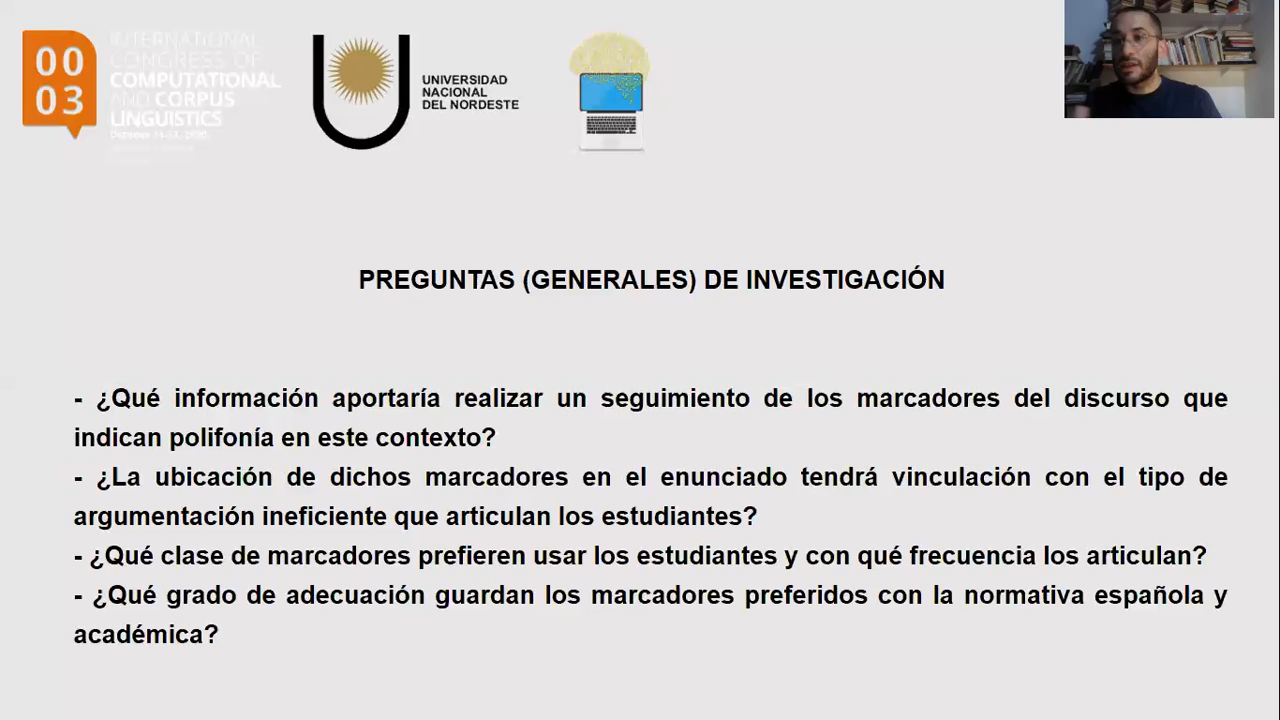 00
03
INTERNATIONAL
CONGRESS OF
COMPUTATIONAL
AND CORPUS
LINGUISTICS
UNIVERSIDAD
NACIONAL
DEL NORDESTE
PREGUNTAS (GENERALES) DE INVESTIGACIÓN
- ¿Qué información aportaría realizar un seguimiento de los marcadores del discurso que
indican polifonía en este contexto?
- ¿La ubicación de dichos marcadores en el enunciado tendrá vinculación con el tipo de
argumentación ineficiente que articulan los estudiantes?
- ¿Qué clase de marcadores prefieren usar los estudiantes y con qué frecuencia los articulan?
- ¿Qué grado de adecuación guardan los marcadores preferidos con la normativa española y
académica?